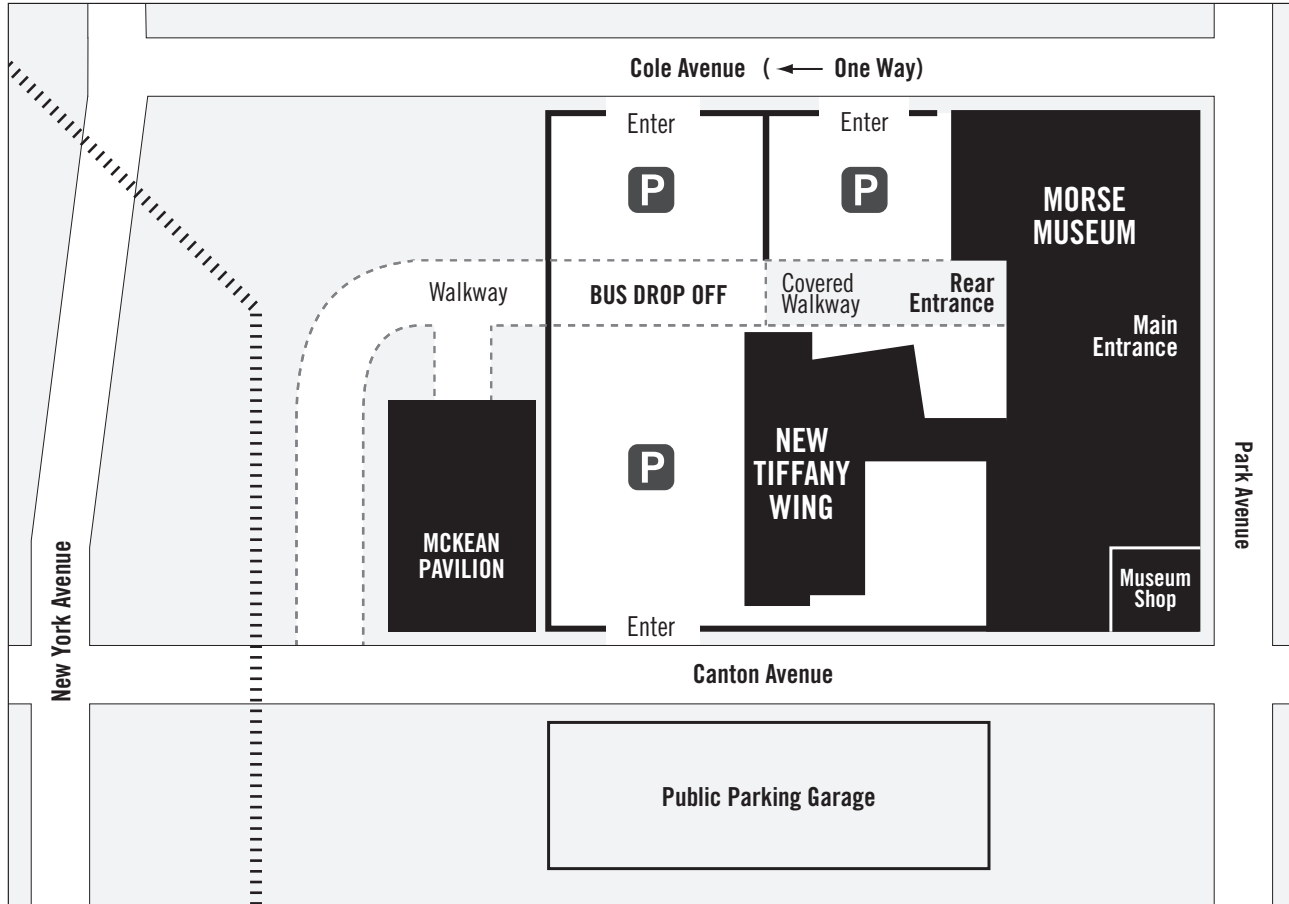 Cole Avenue ( One Way)
Enter
Enter
P
P
MORSE
MUSEUM
Walkway
BUS DROP OFF
Covered
Walkway
Rear
Entrance
Main
Entrance
P
NEW
TIFFANY
WING
MCKEAN
PAVILION
Park Avenue
Museum
Shop
New York Avenue
Enter
Canton Avenue
Public Parking Garage